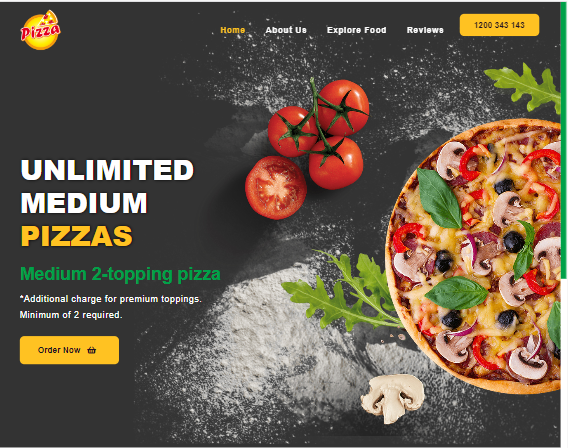 Pizza
Home About Us Explore Food Reviews 1200 343 143
UNLIMITED
MEDIUM
PIZZAS
Medium 2-topping pizza
*Additional charge for premium toppings.
Minimum of 2 required.
Order Now